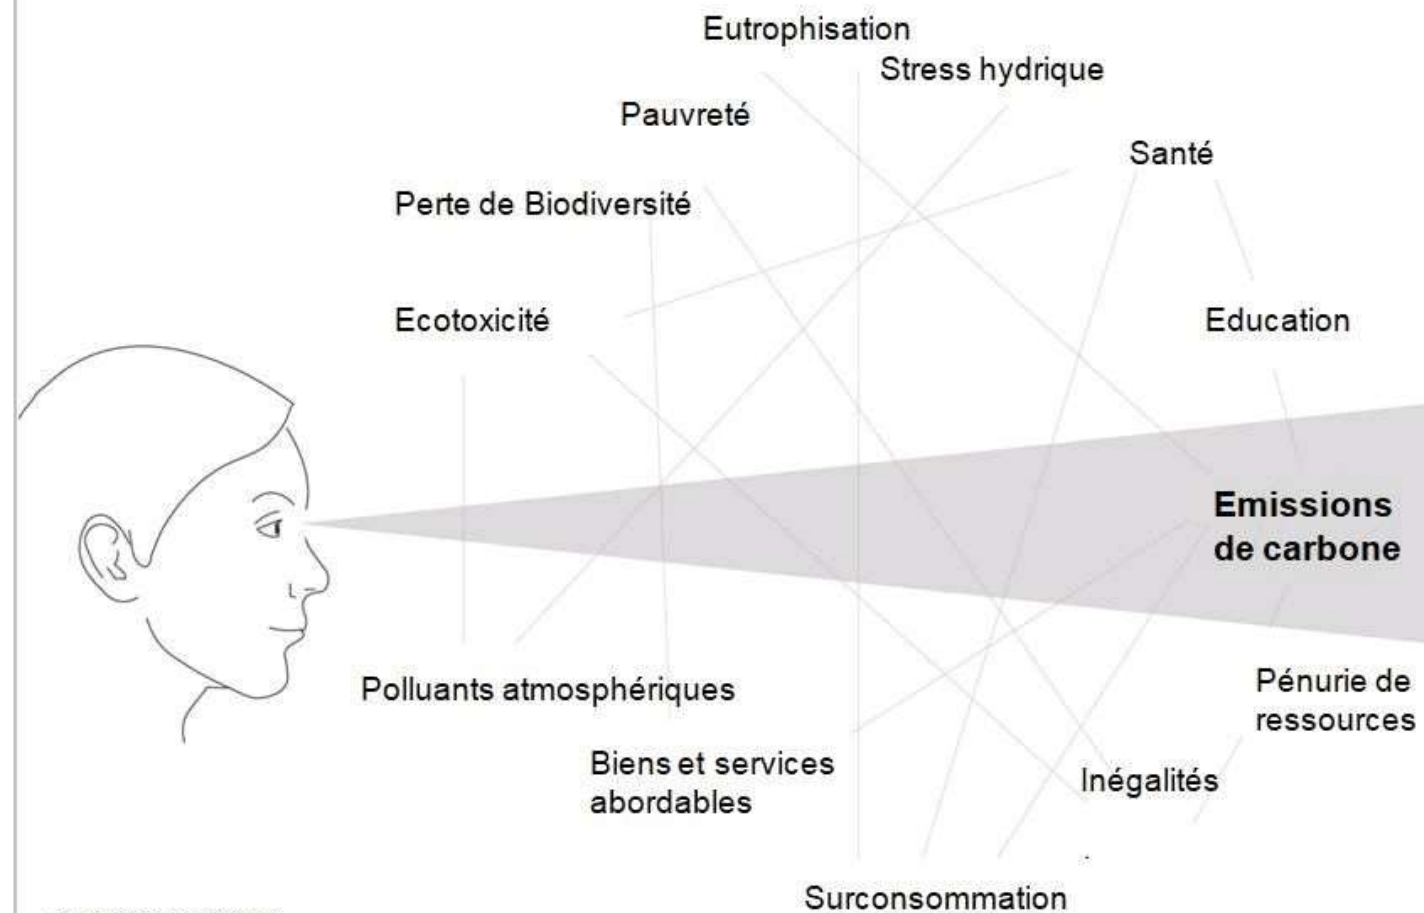 Eutrophisation
Stress hydrique
Pauvreté
Santé
Perte de Biodiversité
Ecotoxicité
Education
Emissions
de carbone
Polluants atmosphériques
Pénurie de
ressources
Biens et services
abordables
Inégalités
Surconsommation